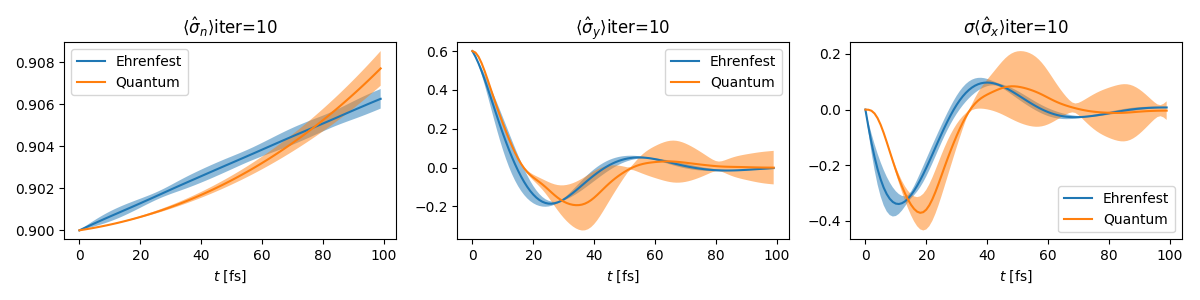 ⟨σ̂ₙ⟩iter=10
Ehrenfest
Quantum
0.908
0.906
0.904
0.902
0.900
0 20 40 60 80 100
t [fs]
⟨σ̂ᵧ⟩iter=10
Ehrenfest
Quantum
0.6
0.4
0.2
0.0
−0.2
0 20 40 60 80 100
t [fs]
σ⟨σ̂ₓ⟩iter=10
0.2
0.0
−0.2
−0.4
Ehrenfest
Quantum
0 20 40 60 80 100
t [fs]